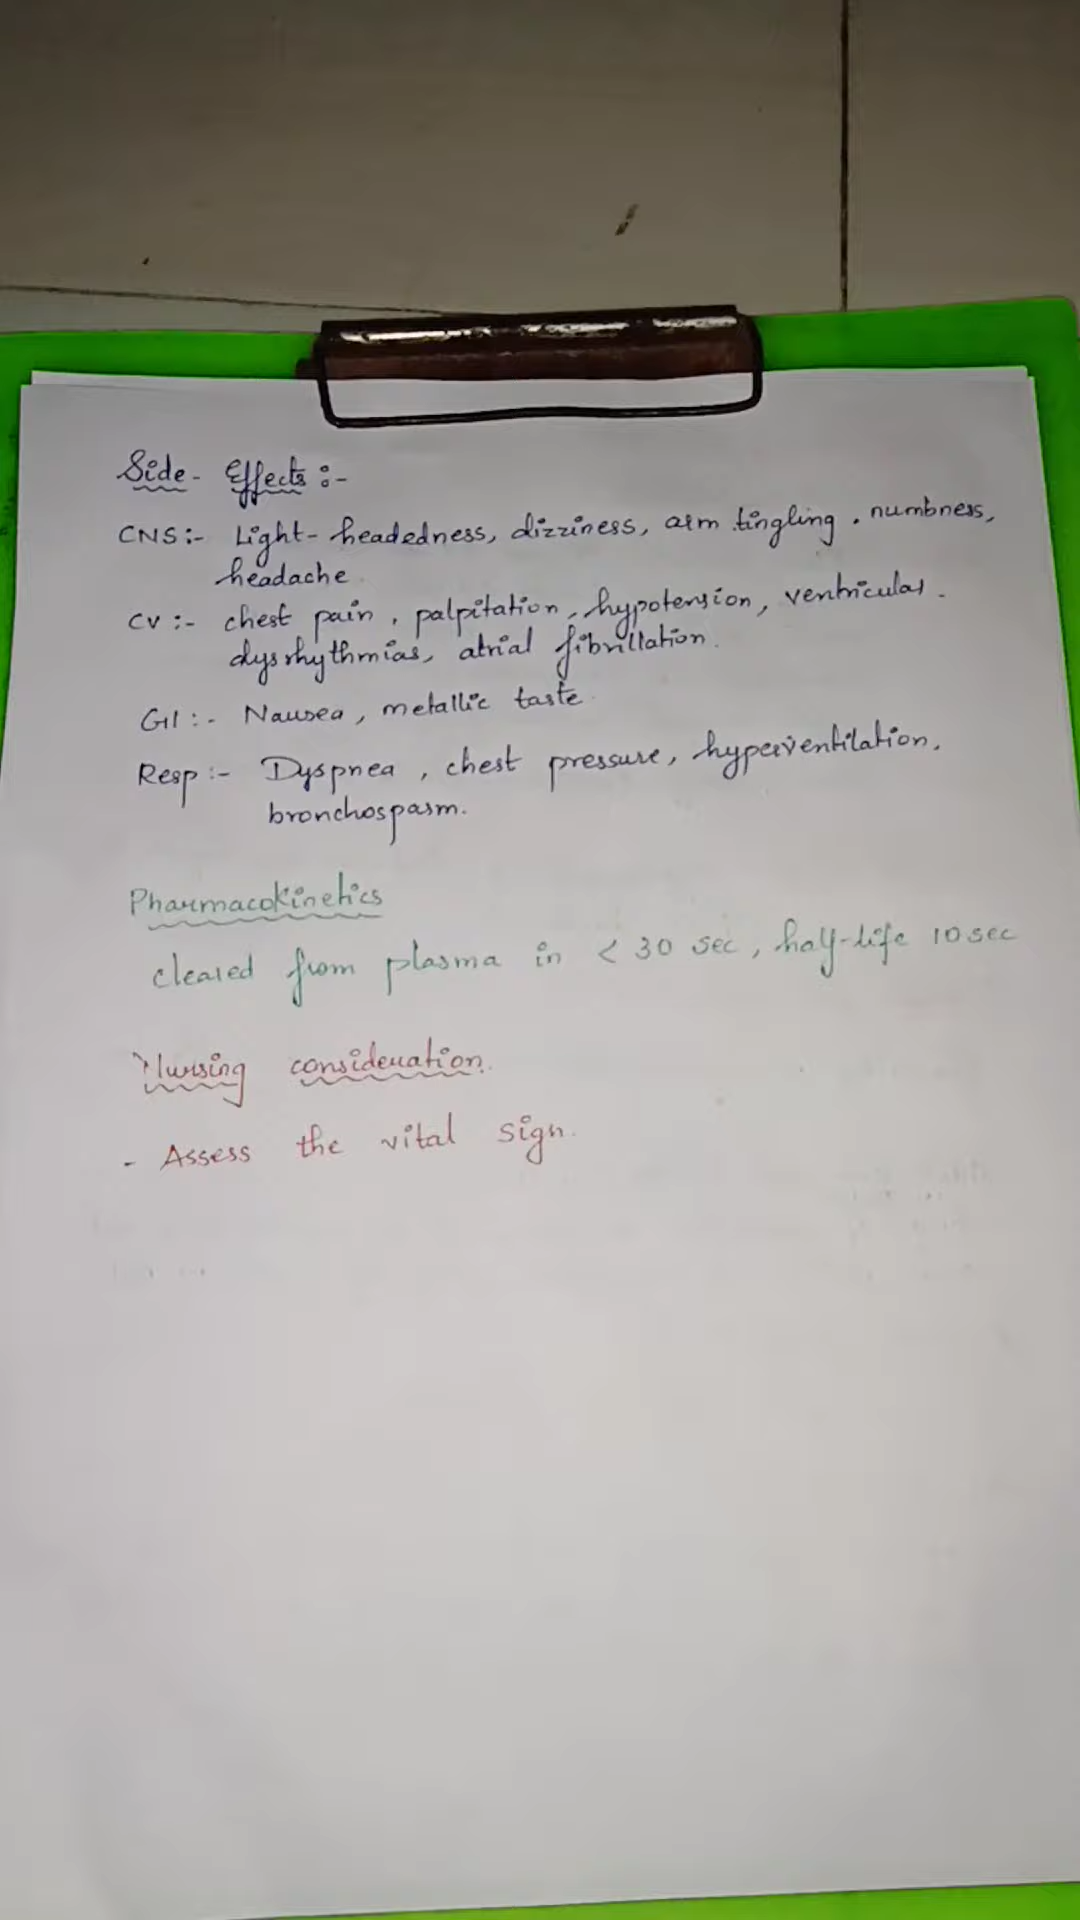 Side - Effects :-
CNS :- Light - headedness, dizziness, arm tingling, numbness,
headache
CV :- chest pain, palpitation, hypotension, ventricular
dysrhythmias, atrial fibrillation.
GI :- Nausea, metallic taste
Resp :- Dyspnea, chest pressure, hyperventilation,
bronchospasm.
Pharmacokinetics
cleared from plasma in < 30 sec, half-life 10 sec
Nursing consideration.
- Assess the vital sign.